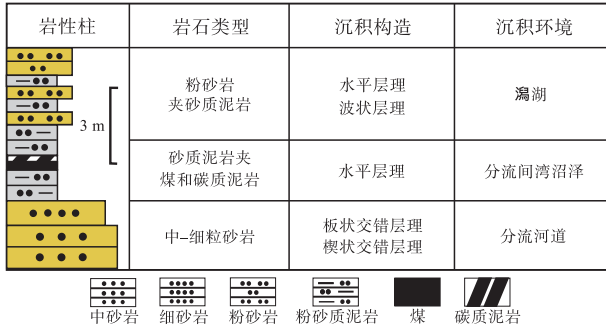 岩性柱 岩石类型 沉积构造 沉积环境
3 m
粉砂岩
夹砂质泥岩
水平层理
波状层理
潟湖
砂质泥岩夹
煤和碳质泥岩
水平层理
分流间湾沼泽
中–细粒砂岩
板状交错层理
楔状交错层理
分流河道
中砂岩 细砂岩 粉砂岩 粉砂质泥岩 煤 碳质泥岩